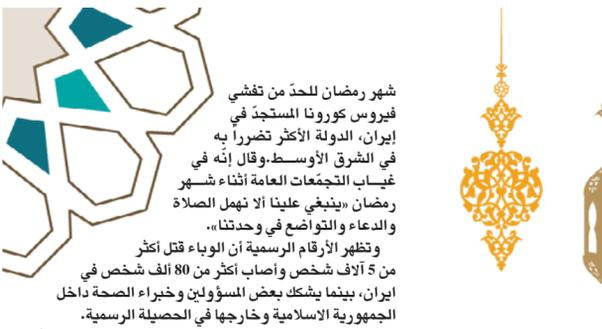 شهر رمضان للحدّ من تفشي
فيروس كورونا المستجدّ في
إيران، الدولة الأكثر تضرراً به
في الشرق الأوســط.وقال إنّه في
غيــاب التجمّعات العامة أثناء شــهر
رمضان «ينبغي علينا ألا نهمل الصلاة
والدعاء والتواضع في وحدتنا».
وتظهر الأرقام الرسمية أن الوباء قتل أكثر
من 5 آلاف شخص وأصاب أكثر من 80 ألف شخص في
ايران، بينما يشكك بعض المسؤولين وخبراء الصحة داخل
الجمهورية الاسلامية وخارجها في الحصيلة الرسمية.